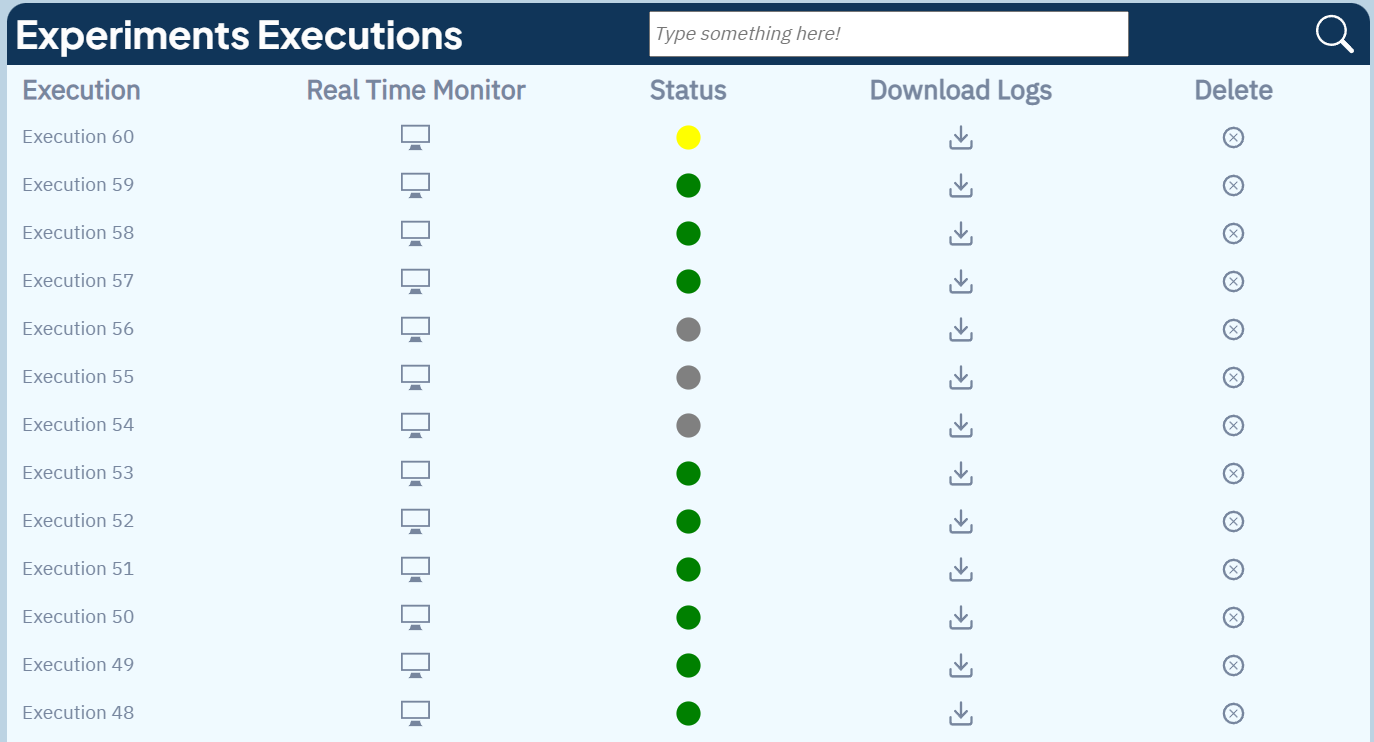 Experiments Executions Type something here!
Execution Real Time Monitor Status Download Logs Delete
Execution 60
Execution 59
Execution 58
Execution 57
Execution 56
Execution 55
Execution 54
Execution 53
Execution 52
Execution 51
Execution 50
Execution 49
Execution 48